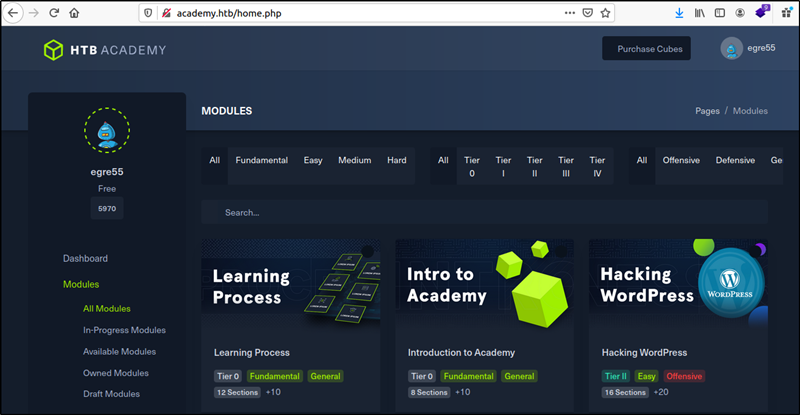 academy.htb/home.php
HTB ACADEMY
Purchase Cubes
egre55
egre55
Free
5970
Dashboard
Modules
All Modules
In-Progress Modules
Available Modules
Owned Modules
Draft Modules
MODULES
Pages / Modules
All Fundamental Easy Medium Hard
All Tier 0 Tier I Tier II Tier III Tier IV
All Offensive Defensive Ge
Search...
Learning
Process
Learning Process
Tier 0 Fundamental General
12 Sections +10
Intro to
Academy
Introduction to Academy
Tier 0 Fundamental General
8 Sections +10
Hacking
WordPress
WORDPRESS
Hacking WordPress
Tier II Easy Offensive
16 Sections +20